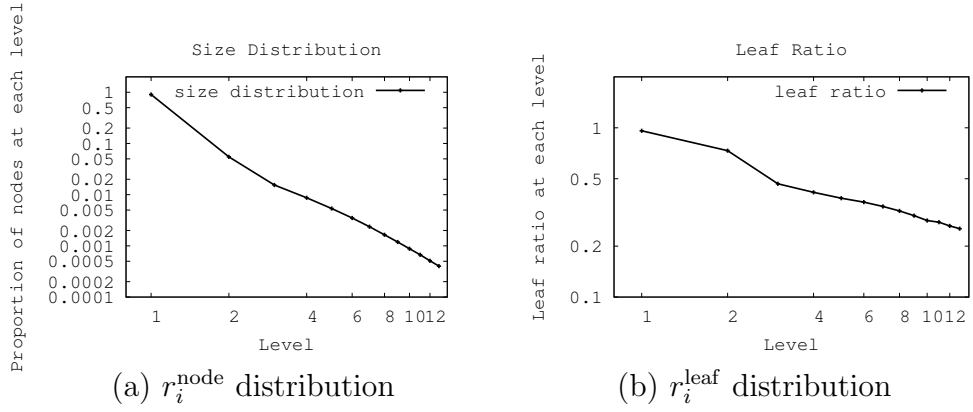 Size Distribution
Proportion of nodes at each level
size distribution
1
0.5
0.2
0.1
0.05
0.02
0.01
0.005
0.002
0.001
0.0005
0.0002
0.0001
1 2 4 6 8 10 12
Level
(a) r_i^node distribution
Leaf Ratio
Leaf ratio at each level
leaf ratio
1
0.5
0.2
0.1
1 2 4 6 8 10 12
Level
(b) r_i^leaf distribution